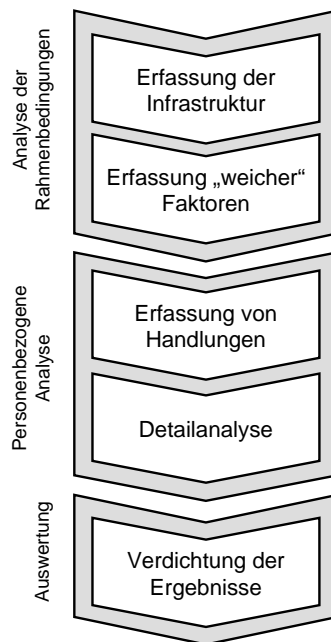 Analyse der
Rahmenbedingungen
Erfassung der
Infrastruktur
Erfassung „weicher“
Faktoren
Personenbezogene
Analyse
Erfassung von
Handlungen
Detailanalyse
Auswertung
Verdichtung der
Ergebnisse